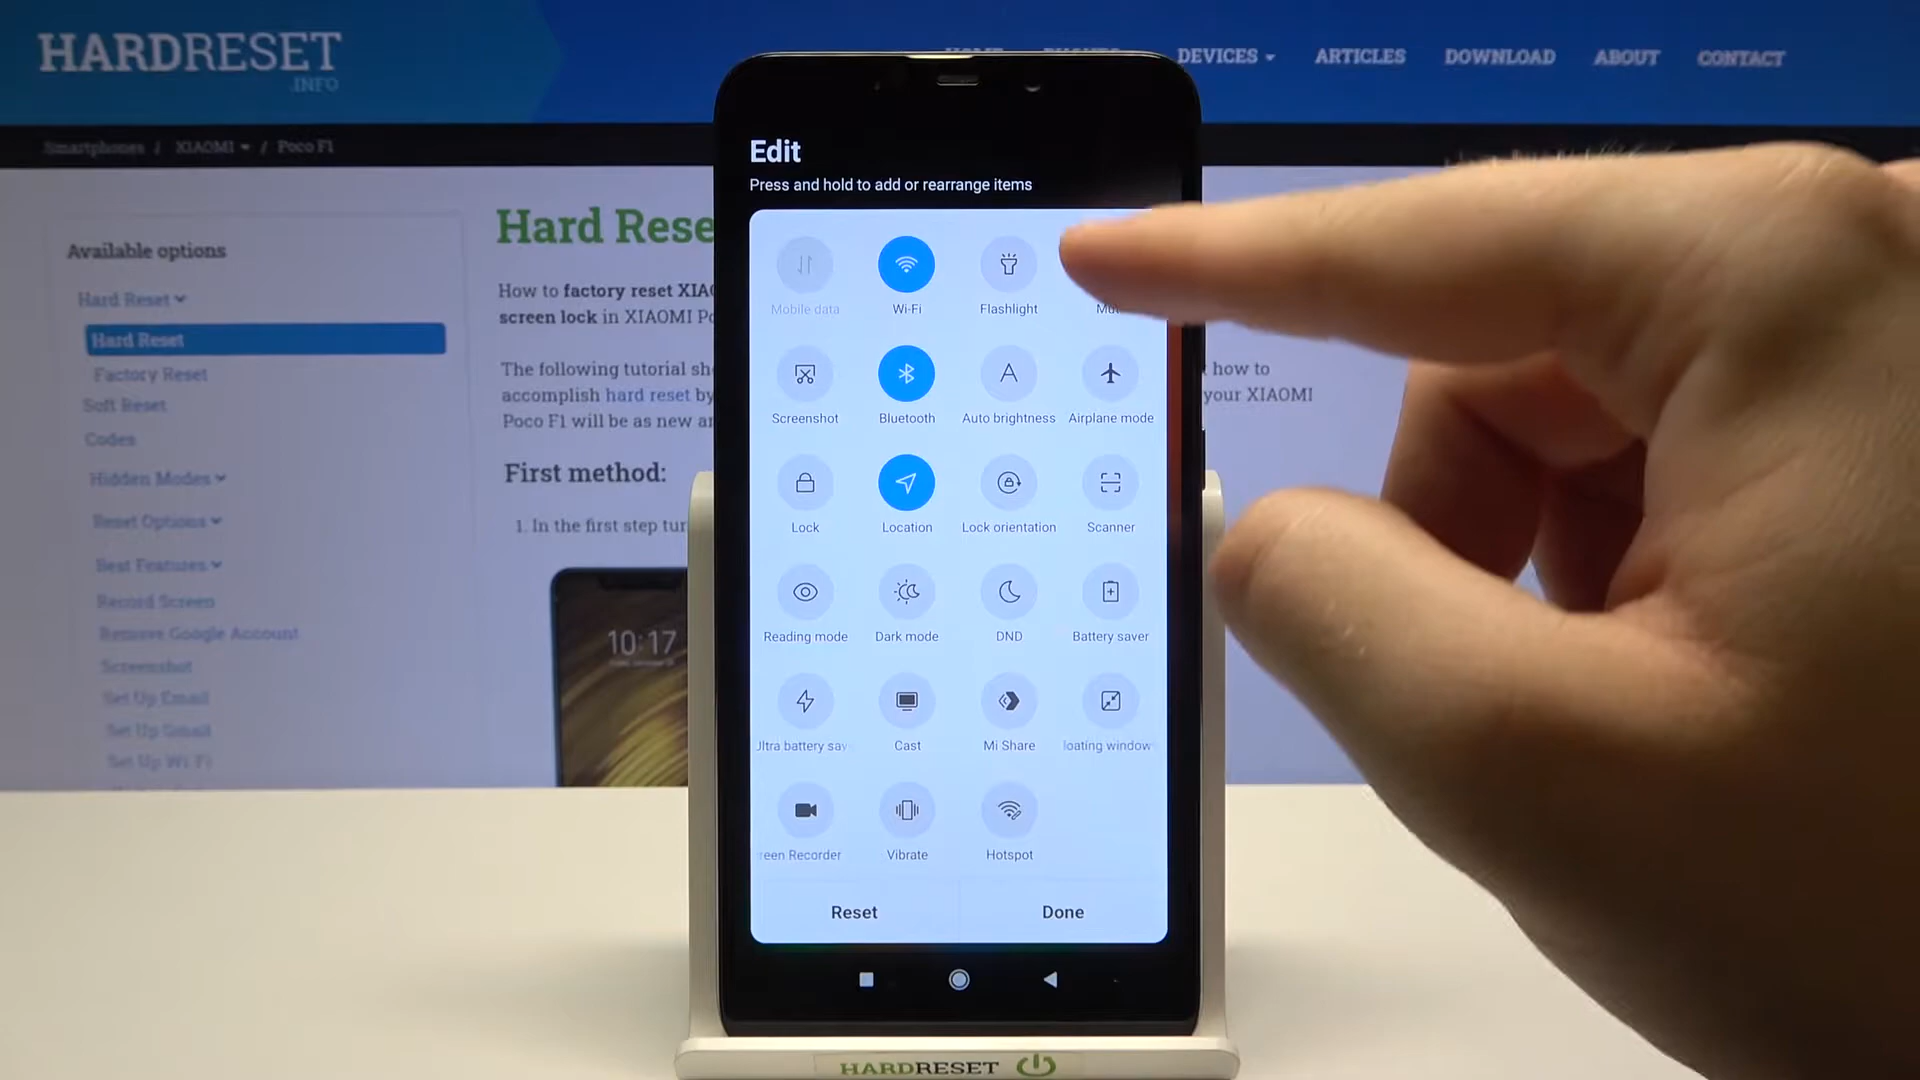 HARDRESET
.INFO
DEVICES
ARTICLES
DOWNLOAD
ABOUT
CONTACT
Smartphones / XIAOMI / Poco F1
Available options
Hard Reset
Hard Reset
Factory Reset
Soft Reset
Codes
Hidden Modes
Reset Options
Best Features
Record Screen
Remove Google Account
Screenshot
Set Up Email
Set Up Gmail
Set Up Wi Fi
Hard Rese
How to factory reset XIA
screen lock in XIAOMI Po
The following tutorial sh
how to
accomplish hard reset by
your XIAOMI
Poco F1 will be as new an
First method:
1. In the first step tur
10:17
Edit
Press and hold to add or rearrange items
Mobile data
Wi-Fi
Flashlight
Screenshot
Bluetooth
Auto brightness
Airplane mode
Lock
Location
Lock orientation
Scanner
Reading mode
Dark mode
DND
Battery saver
Jltra battery sav
Cast
Mi Share
loating window
reen Recorder
Vibrate
Hotspot
Reset
Done
HARDRESET